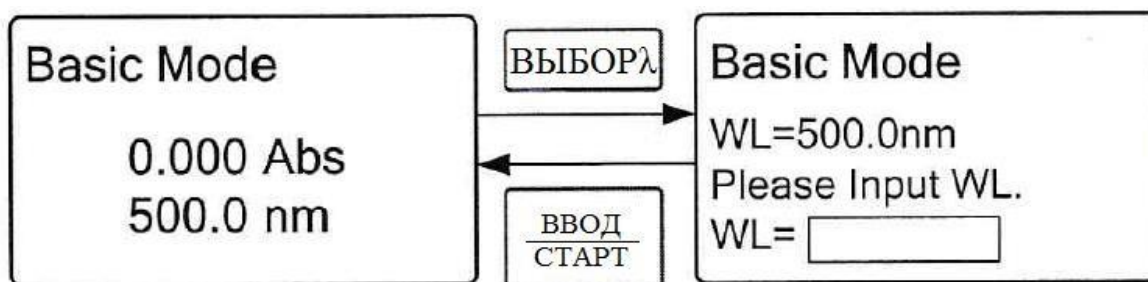 Basic Mode
0.000 Abs
500.0 nm
ВЫБОРλ
ВВОД
СТАРТ
Basic Mode
WL=500.0nm
Please Input WL.
WL=